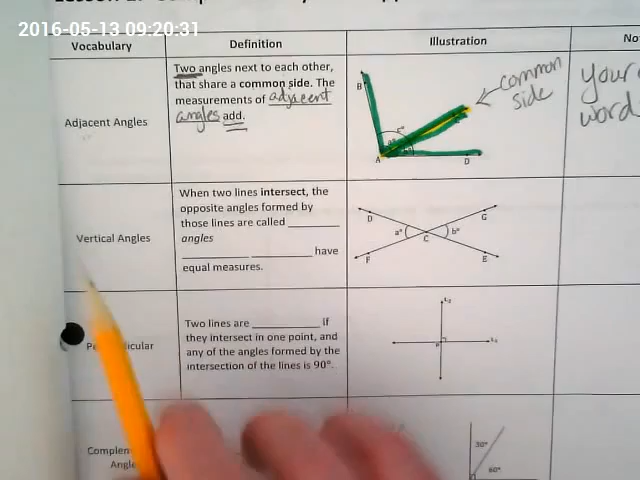 2016-05-13 09:20:31
Vocabulary
Definition
Illustration
Adjacent Angles
Two angles next to each other,
that share a common side. The
measurements of adjacent
angles add.
B
A
D
common
side
your
words
Vertical Angles
When two lines intersect, the
opposite angles formed by
those lines are called ________
angles
____________ ___________ have
equal measures.
D
G
a°
b°
C
F
E
Two lines are ____________ if
they intersect in one point, and
any of the angles formed by the
intersection of the lines is 90°.
Angle
30°
60°